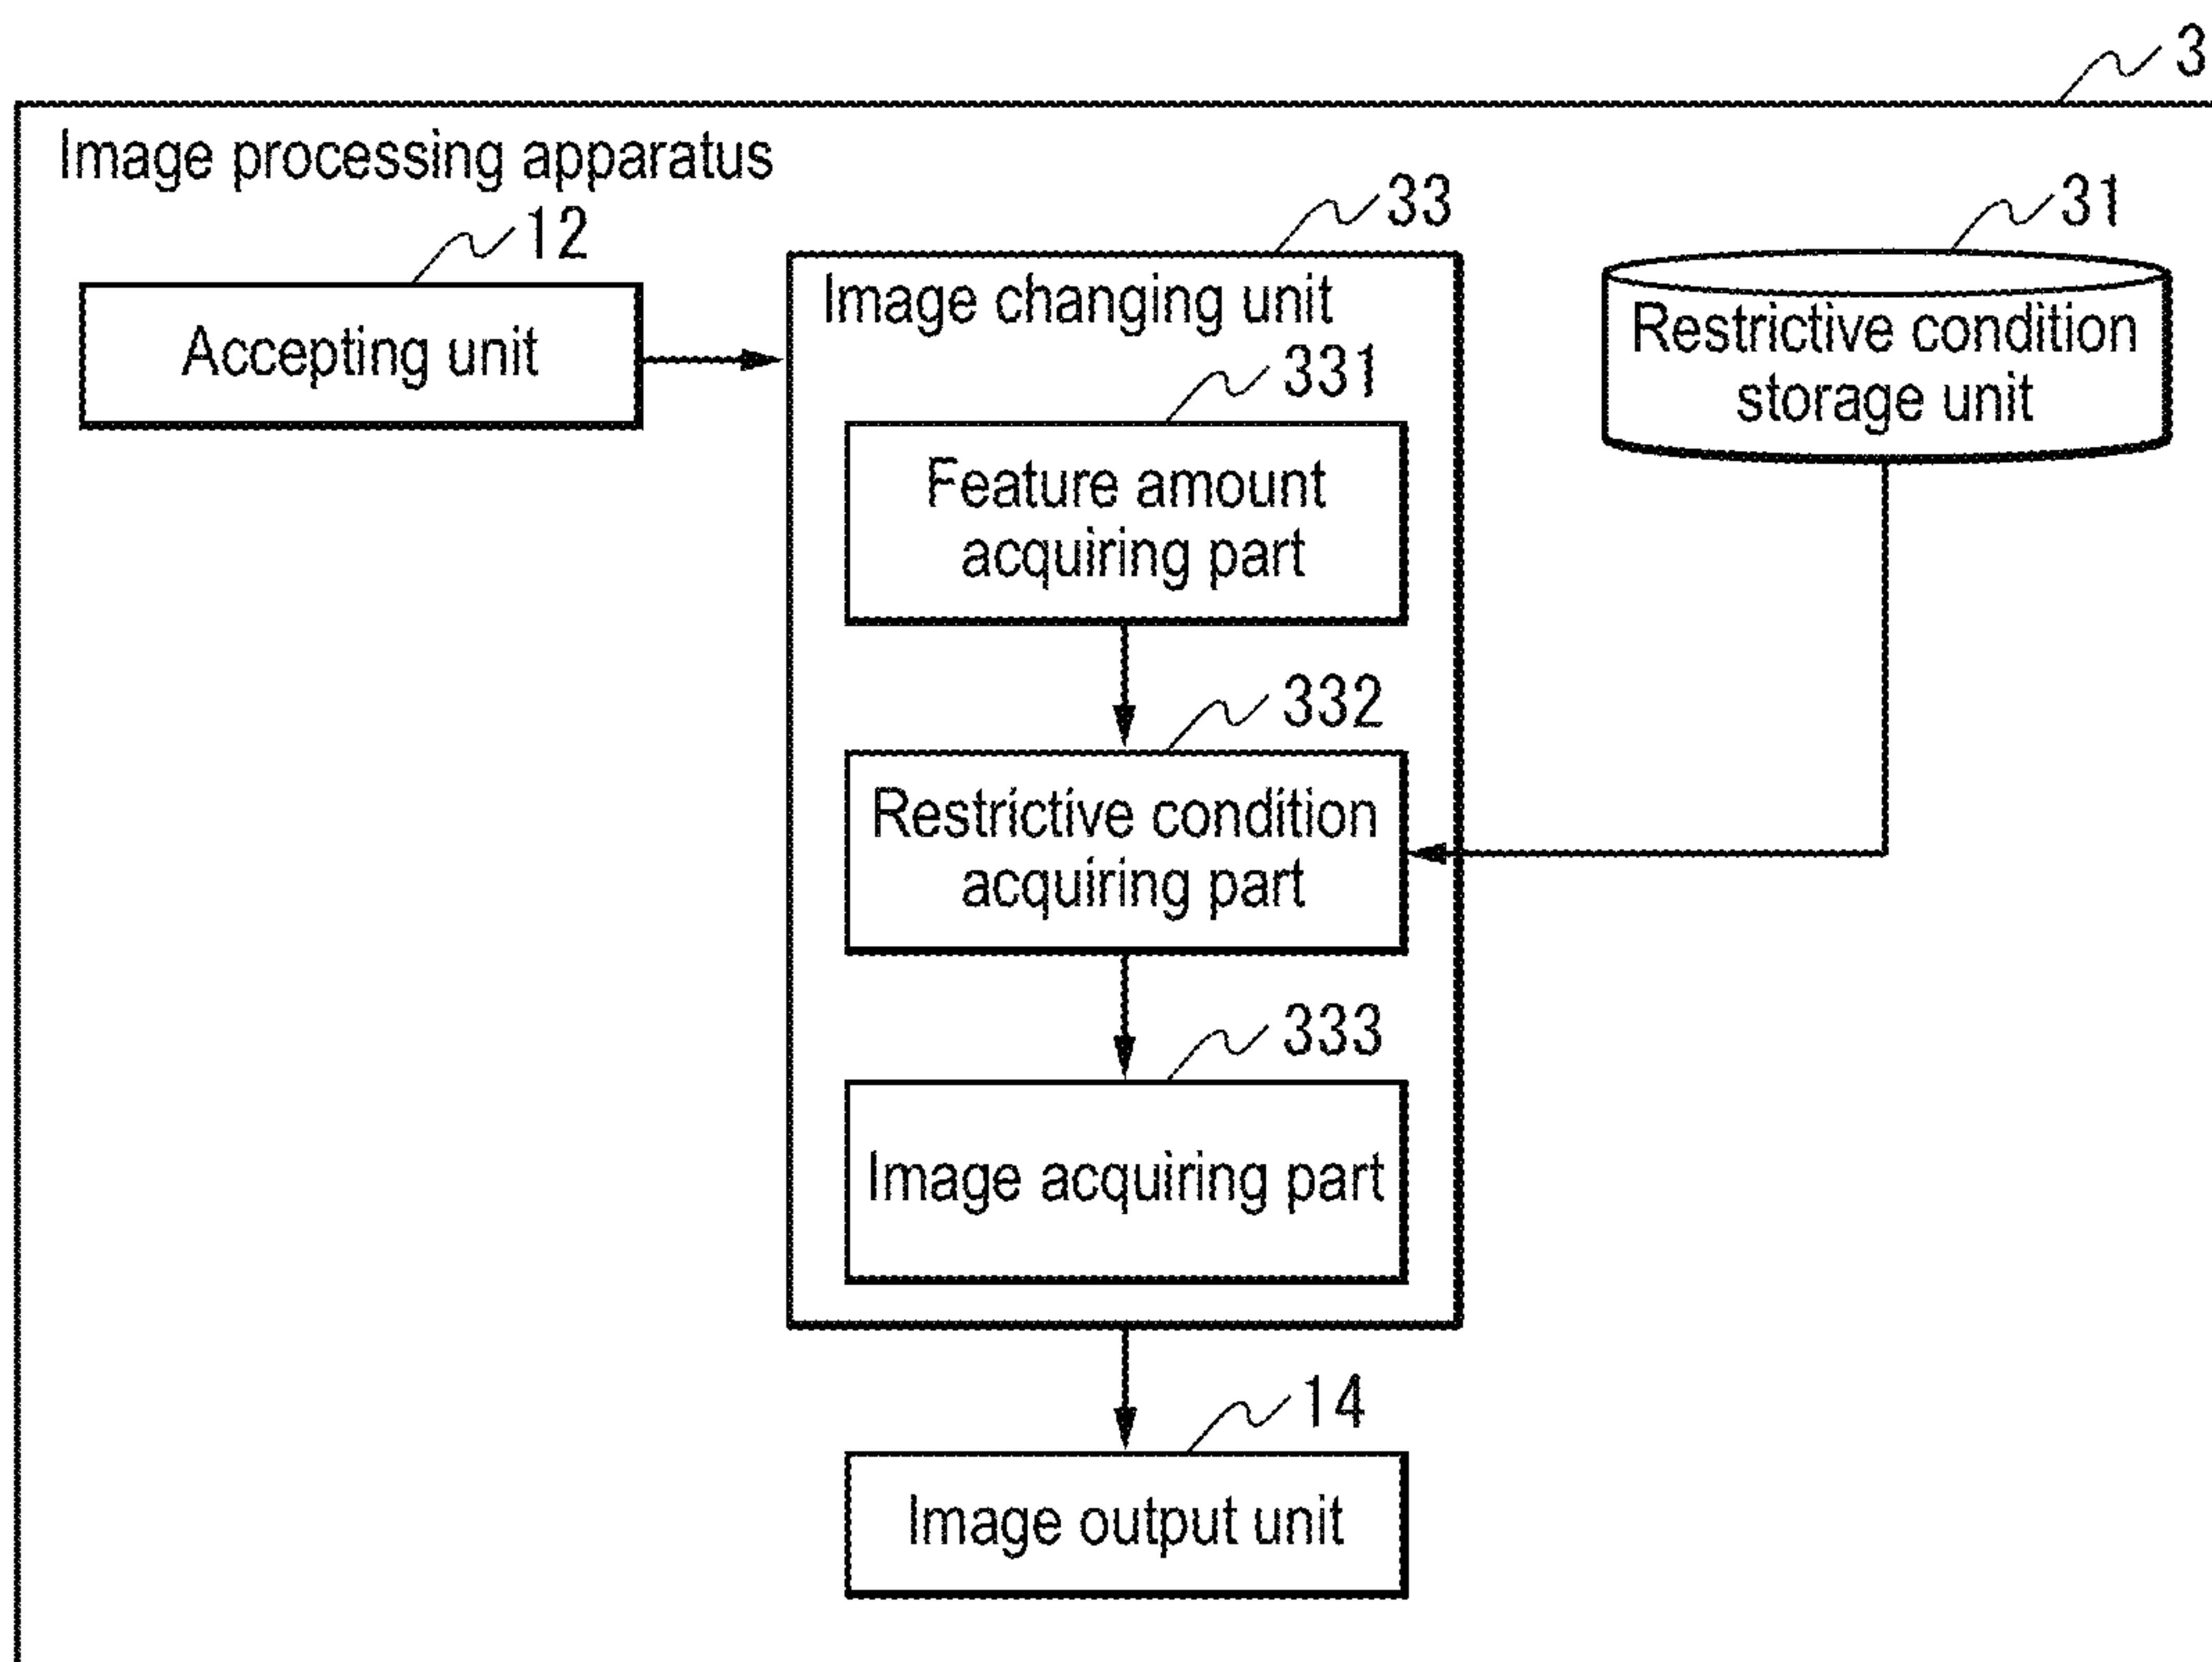 3
Image processing apparatus
12
Accepting unit
33
Image changing unit
331
Feature amount
acquiring part
332
Restrictive condition
acquiring part
333
Image acquiring part
31
Restrictive condition
storage unit
14
Image output unit